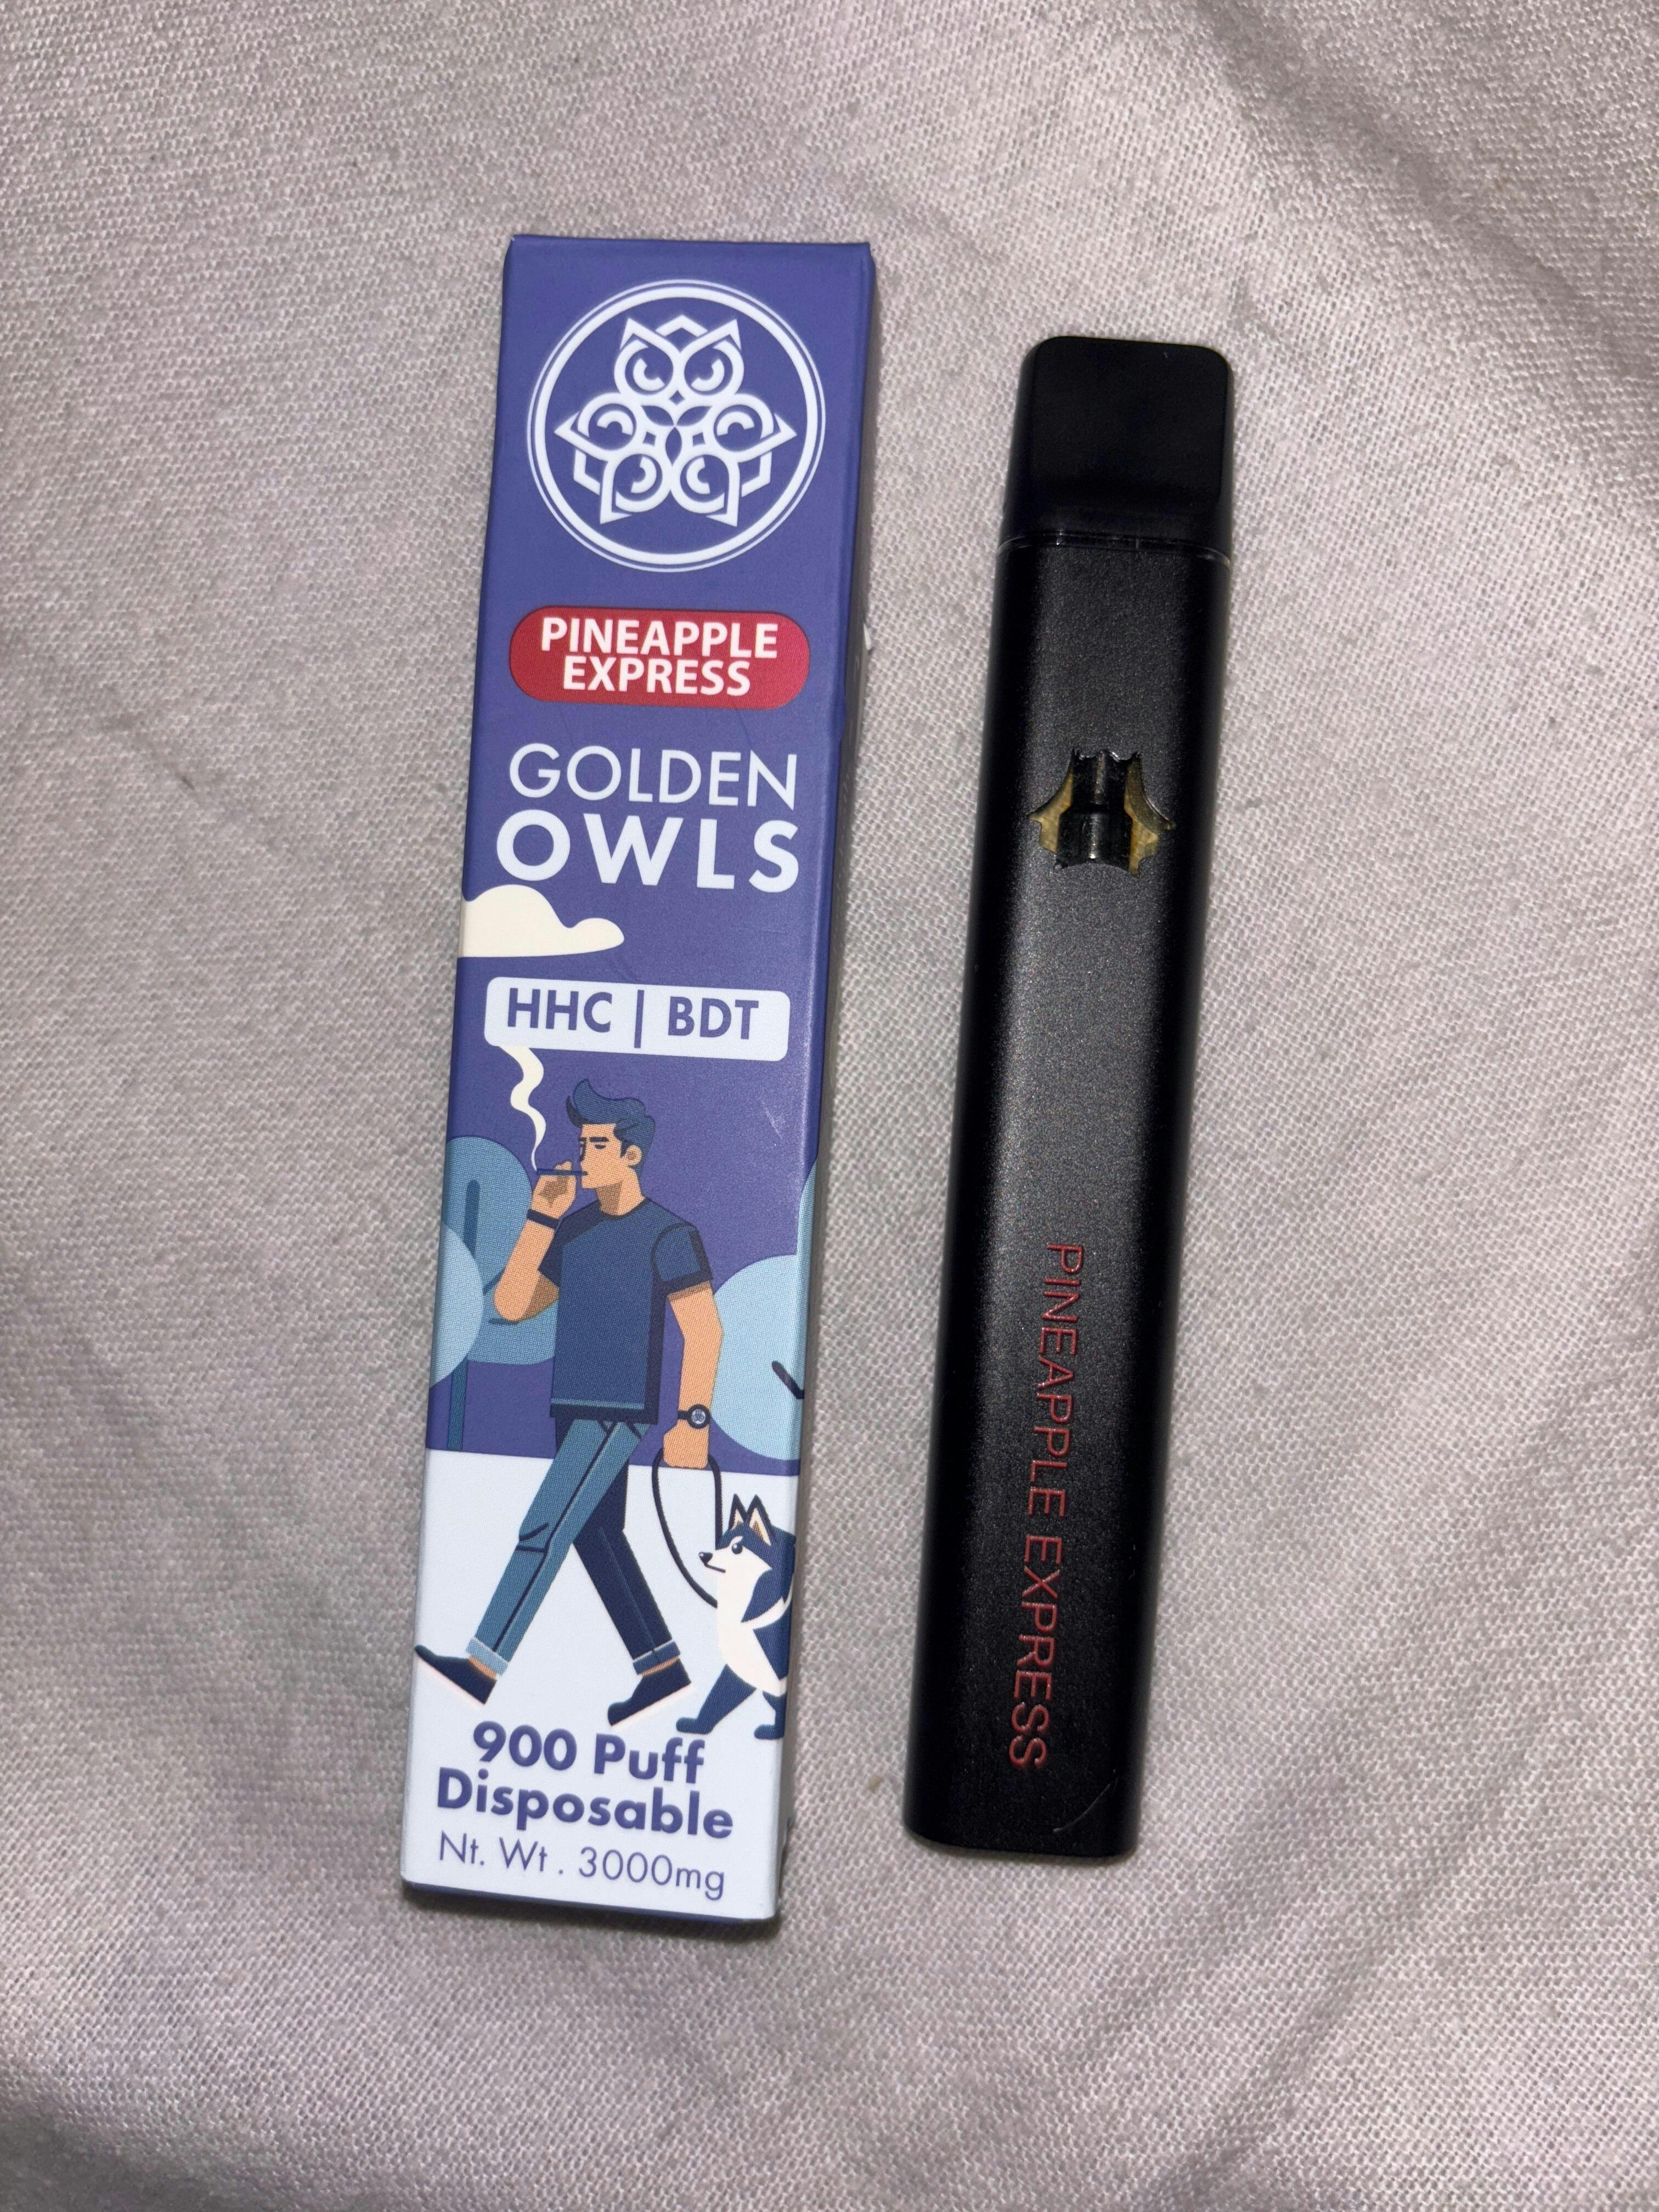 PINEAPPLE
EXPRESS
GOLDEN
OWLS
HHC | BDT
900 Puff
Disposable
Nt. Wt. 3000mg
PINEAPPLE EXPRESS